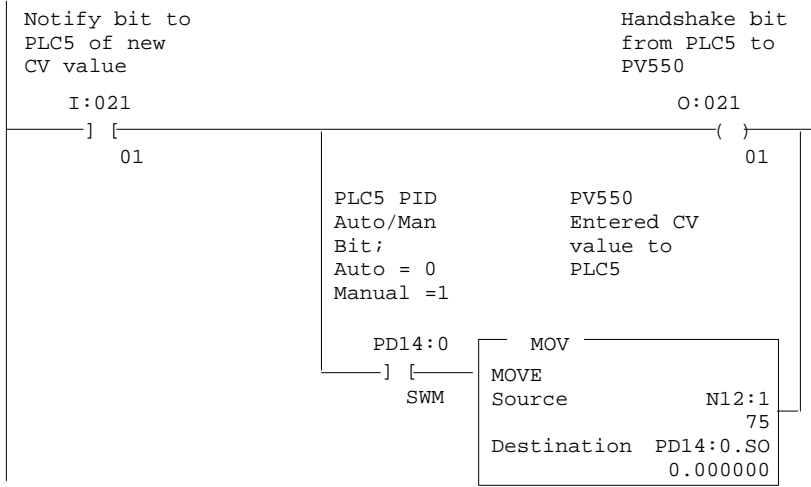 Notify bit to
PLC5 of new
CV value
Handshake bit
from PLC5 to
PV550
I:021
] [
01
O:021
( )
01
PLC5 PID
Auto/Man
Bit;
Auto = 0
Manual =1
PV550
Entered CV
value to
PLC5
PD14:0
] [
SWM
MOV
MOVE
Source N12:1
75
Destination PD14:0.SO
0.000000